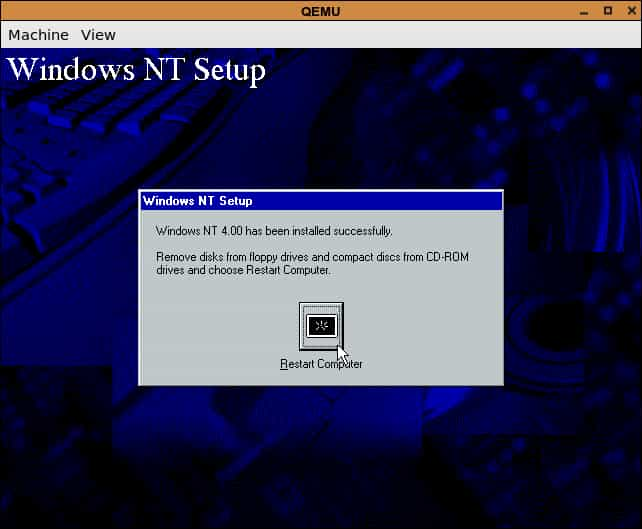 QEMU
Machine View
Windows NT Setup
Windows NT Setup
Windows NT 4.00 has been installed successfully.
Remove disks from floppy drives and compact discs from CD-ROM
drives and choose Restart Computer.
Restart Computer